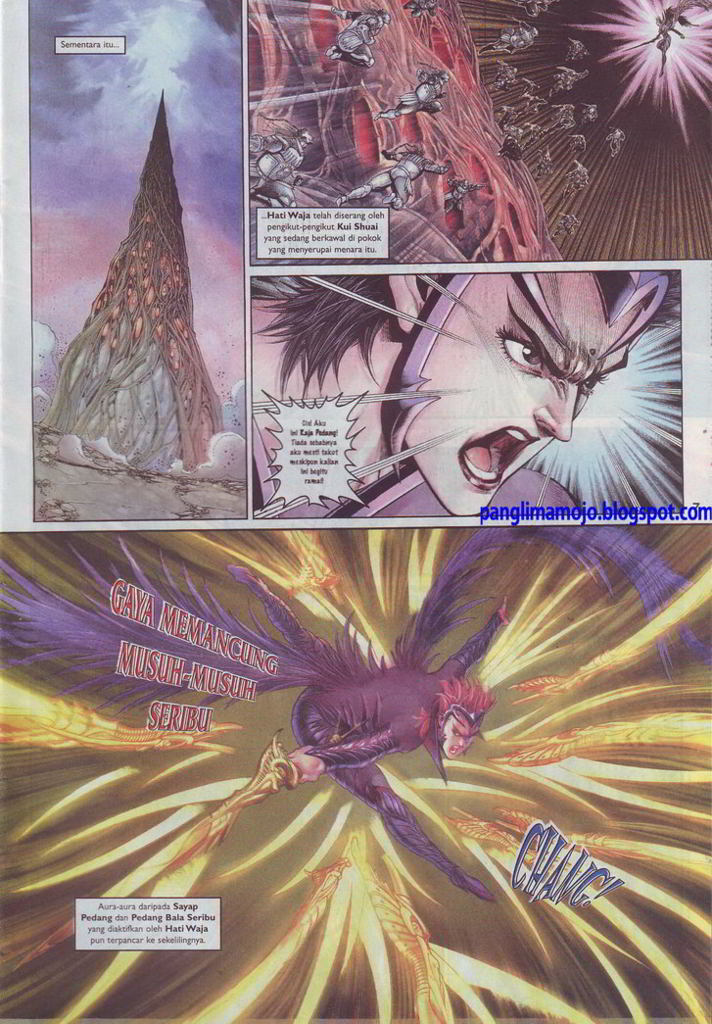 Sementara itu...
...Hati Waja telah diserang oleh
pengikut-pengikut Kui Shuai
yang sedang berkawal di pokok
yang menyerupai menara itu.
Cis! Aku
ini Raja Pedang!
Tiada sebabnya
aku mesti takut
meskipun kalian
ini begitu
ramai!
7
panglimamojo.blogspot.com
GAYA MEMANCUNG
MUSUH-MUSUH
SERIBU
CHANG!
Aura-aura daripada Sayap
Pedang dan Pedang Bala Seribu
yang diaktifkan oleh Hati Waja
pun terpancar ke sekelilingnya.